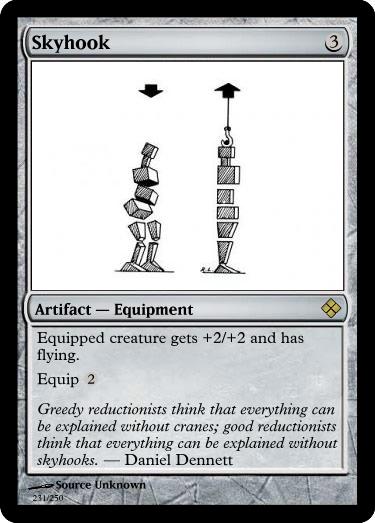 Skyhook 3
R.L.
Artifact — Equipment
Equipped creature gets +2/+2 and has
flying.
Equip 2
Greedy reductionists think that everything can
be explained without cranes; good reductionists
think that everything can be explained without
skyhooks. — Daniel Dennett
Source Unknown
231/250